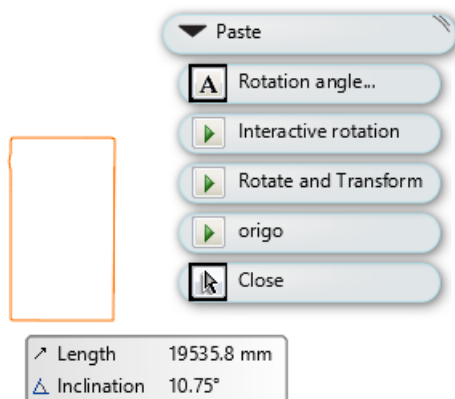 Paste
Rotation angle...
Interactive rotation
Rotate and Transform
origo
Close
Length 19535.8 mm
Inclination 10.75°